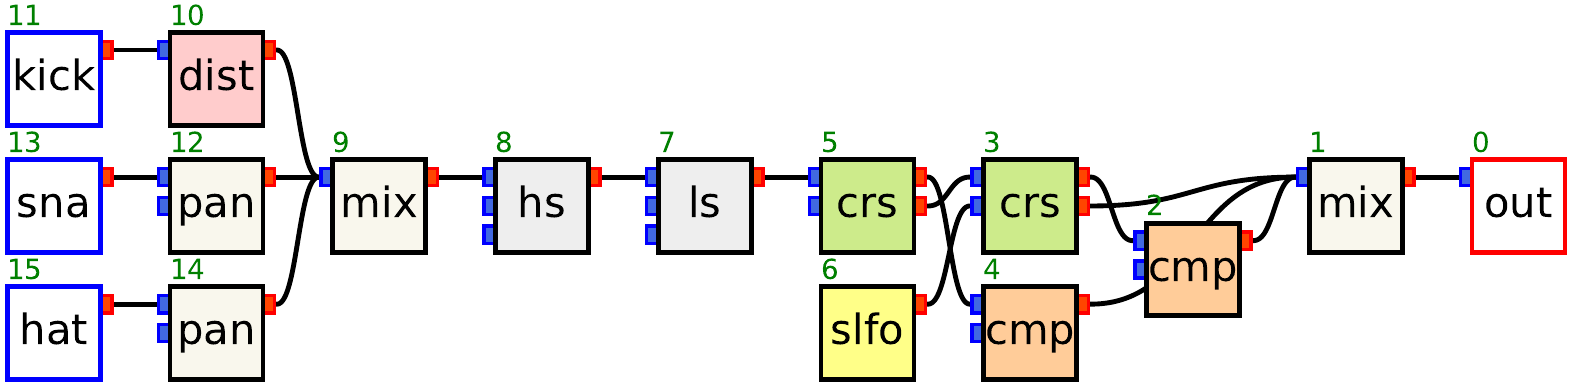 11 10
kick dist
13 12 9 8 7 5 3 1 0
sna pan mix hs ls crs crs mix out
2
cmp
15 14 6 4
hat pan slfo cmp